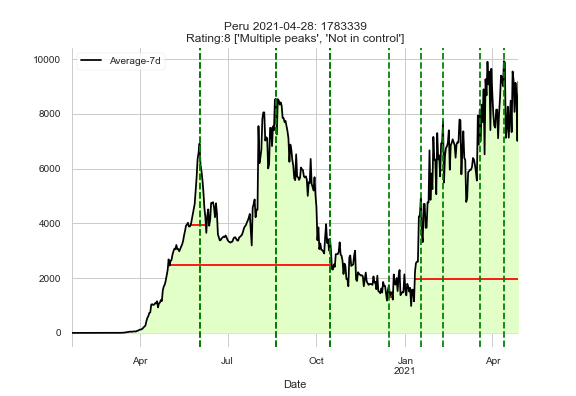 Peru 2021-04-28: 1783339
Rating:8 ['Multiple peaks', 'Not in control']
Average-7d
10000
8000
6000
4000
2000
0
Apr
Jul
Oct
Jan
2021
Apr
Date